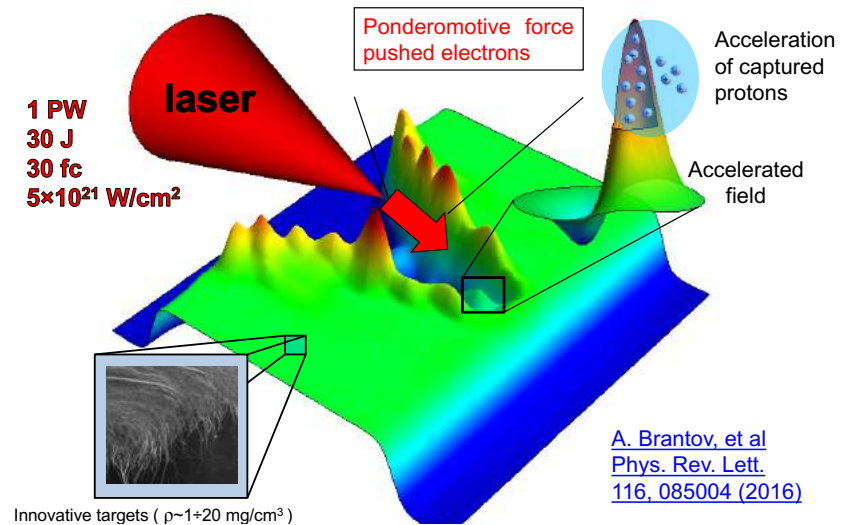 Ponderomotive force
pushed electrons
Acceleration
of captured
protons
laser
1 PW
30 J
30 fc
5×10²¹ W/cm²
Accelerated
field
A. Brantov, et al
Phys. Rev. Lett.
116, 085004 (2016)
Innovative targets ( ρ~1÷20 mg/cm³ )